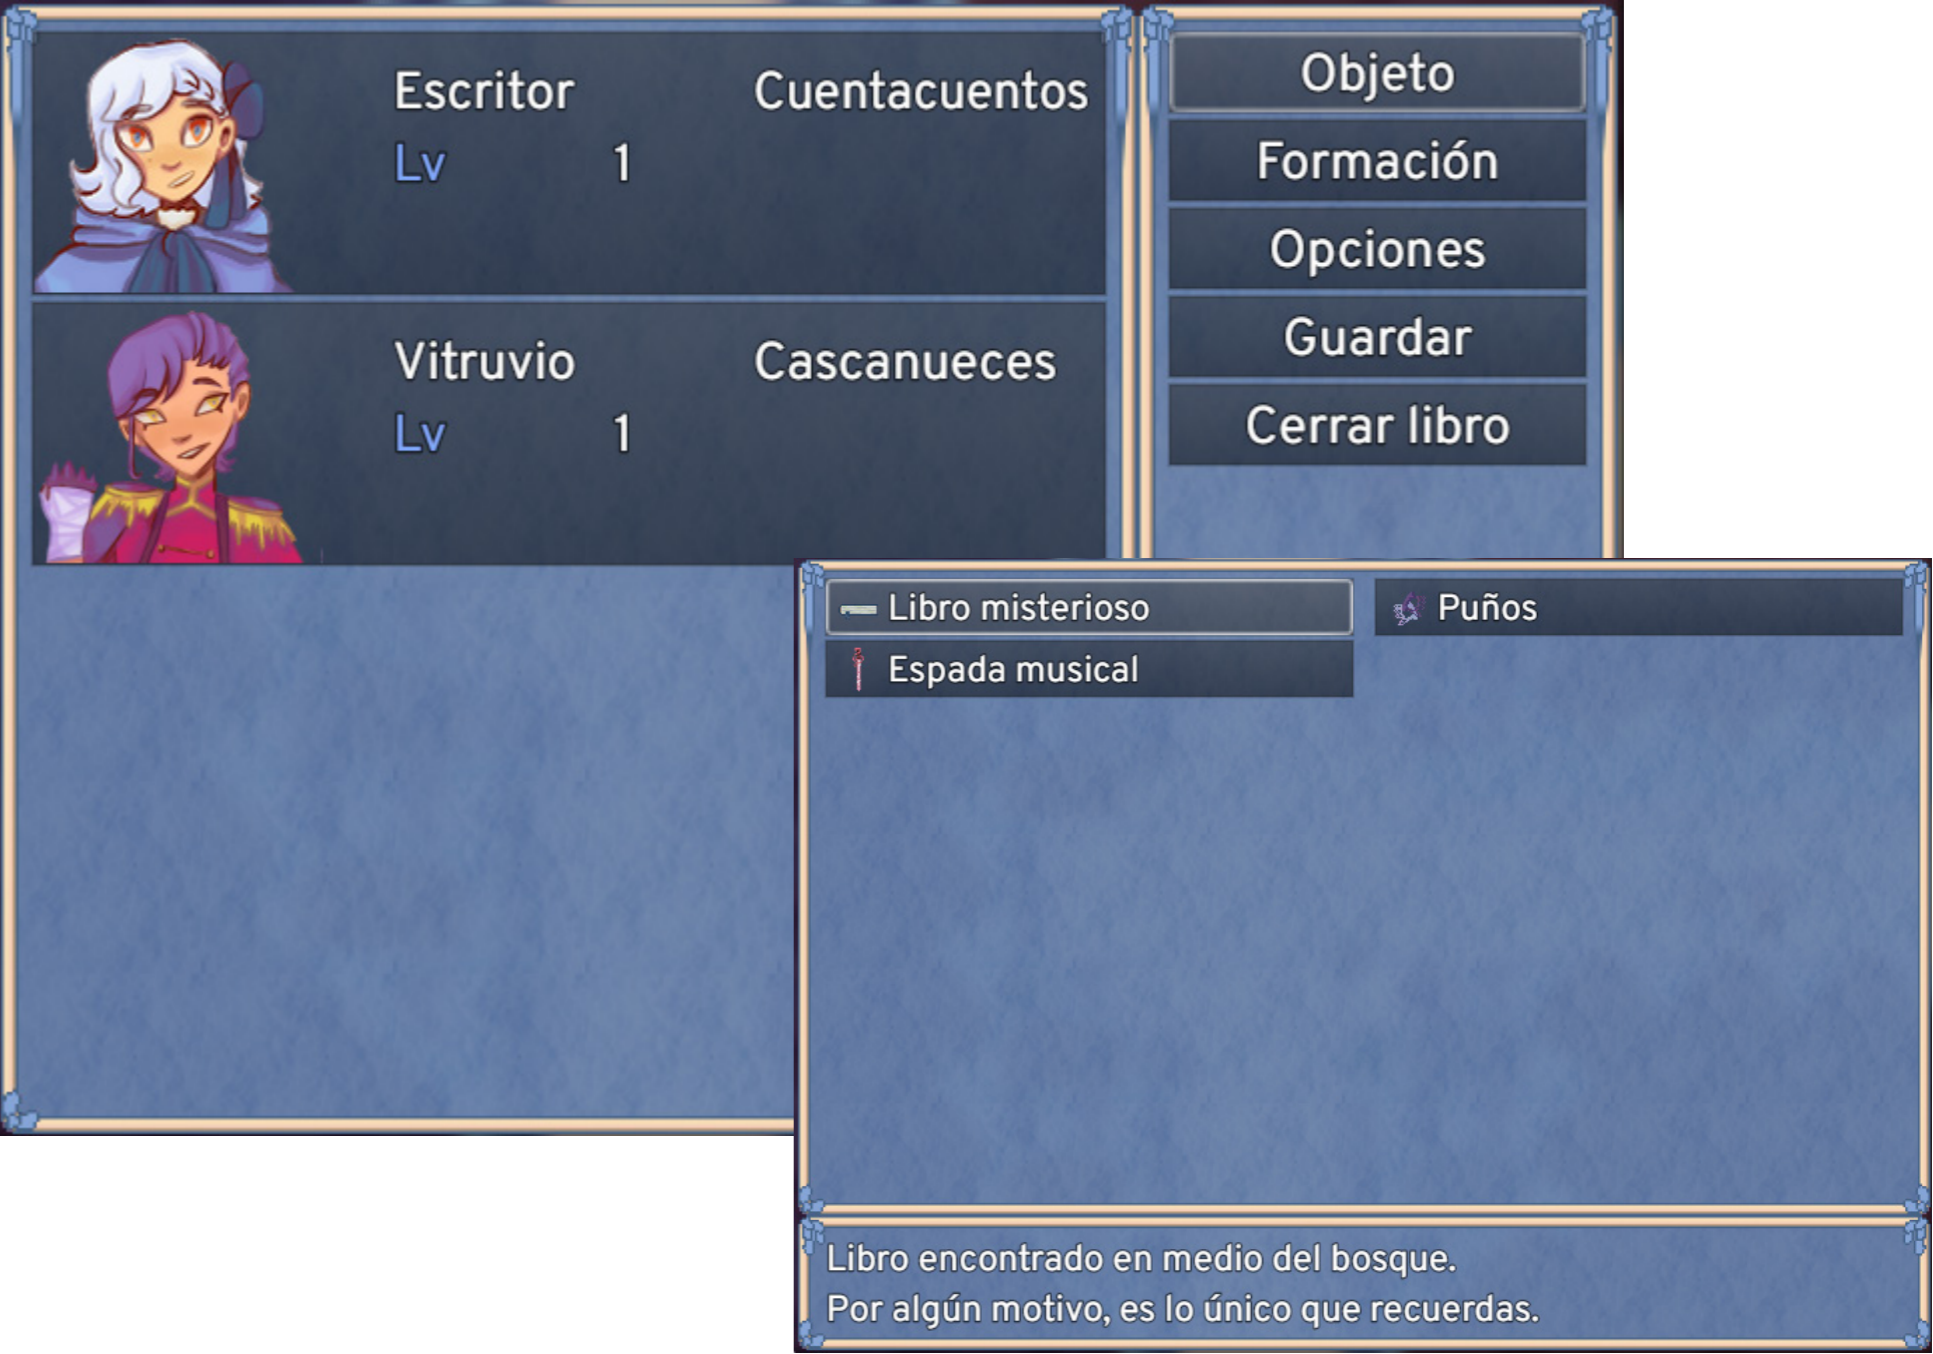 Escritor Cuentacuentos
Lv 1
Vitruvio Cascanueces
Lv 1
Objeto
Formación
Opciones
Guardar
Cerrar libro
Libro misterioso Puños
Espada musical
Libro encontrado en medio del bosque.
Por algún motivo, es lo único que recuerdas.